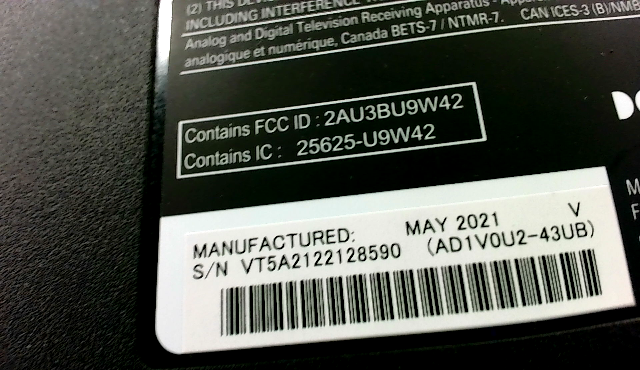 (2) THIS DEV
INCLUDING INTERFERENCE
Analog and Digital Television Receiving Apparatus -
analogique et numérique, Canada BETS-7 / NTMR-7. CAN ICES-3 (B)/NMB
Contains FCC ID : 2AU3BU9W42
Contains IC : 25625-U9W42
MANUFACTURED: MAY 2021 V
S/N VT5A2122128590 (AD1V0U2-43UB)